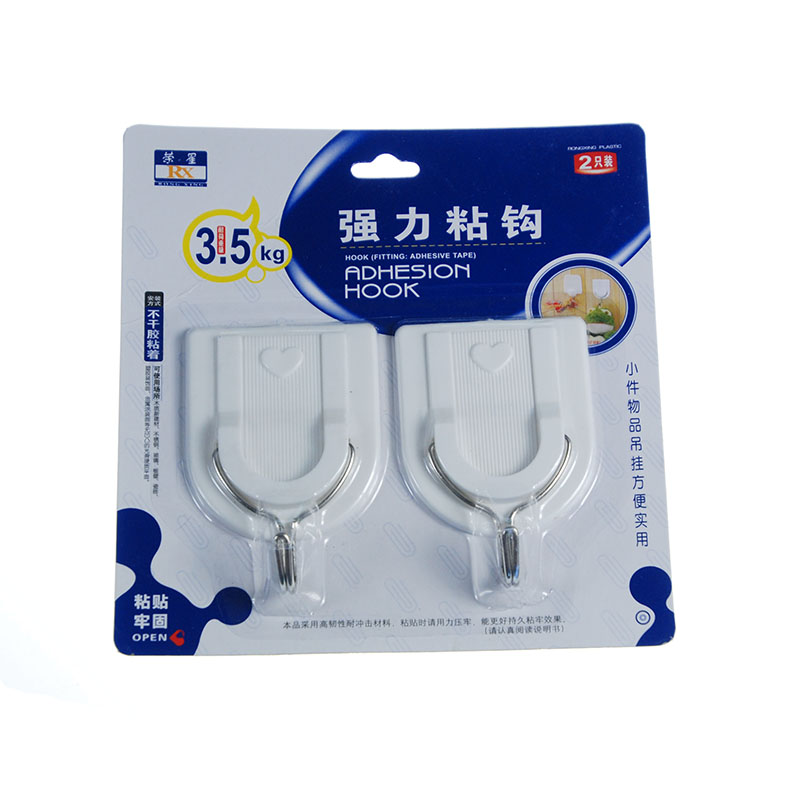 荣·星
RX
RONG XING
RONGXING PLASTIC
2只装
3.5kg
强力粘钩
HOOK (FITTING: ADHESIVE TAPE)
ADHESION
HOOK
安装
方式
不干胶粘着
可使用场所
小件物品吊挂方便实用
粘贴
牢固
OPEN
本品采用高韧性耐冲击材料，粘贴时请用力压牢，能更好持久粘牢效果。
(请认真阅读说明书)